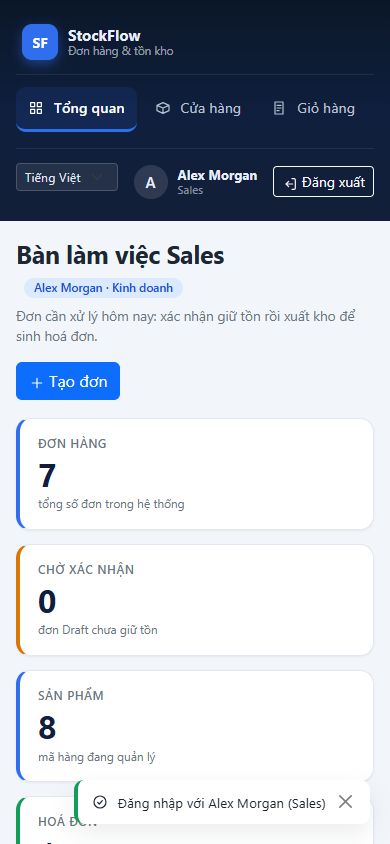 SF
StockFlow
Đơn hàng & tồn kho
Tổng quan
Cửa hàng
Giỏ hàng
Tiếng Việt
A
Alex Morgan
Sales
Đăng xuất
Bàn làm việc Sales
Alex Morgan · Kinh doanh
Đơn cần xử lý hôm nay: xác nhận giữ tồn rồi xuất kho để
sinh hoá đơn.
+ Tạo đơn
ĐƠN HÀNG
7
tổng số đơn trong hệ thống
CHỜ XÁC NHẬN
0
đơn Draft chưa giữ tồn
SẢN PHẨM
8
mã hàng đang quản lý
HOÁ ĐƠN
Đăng nhập với Alex Morgan (Sales)